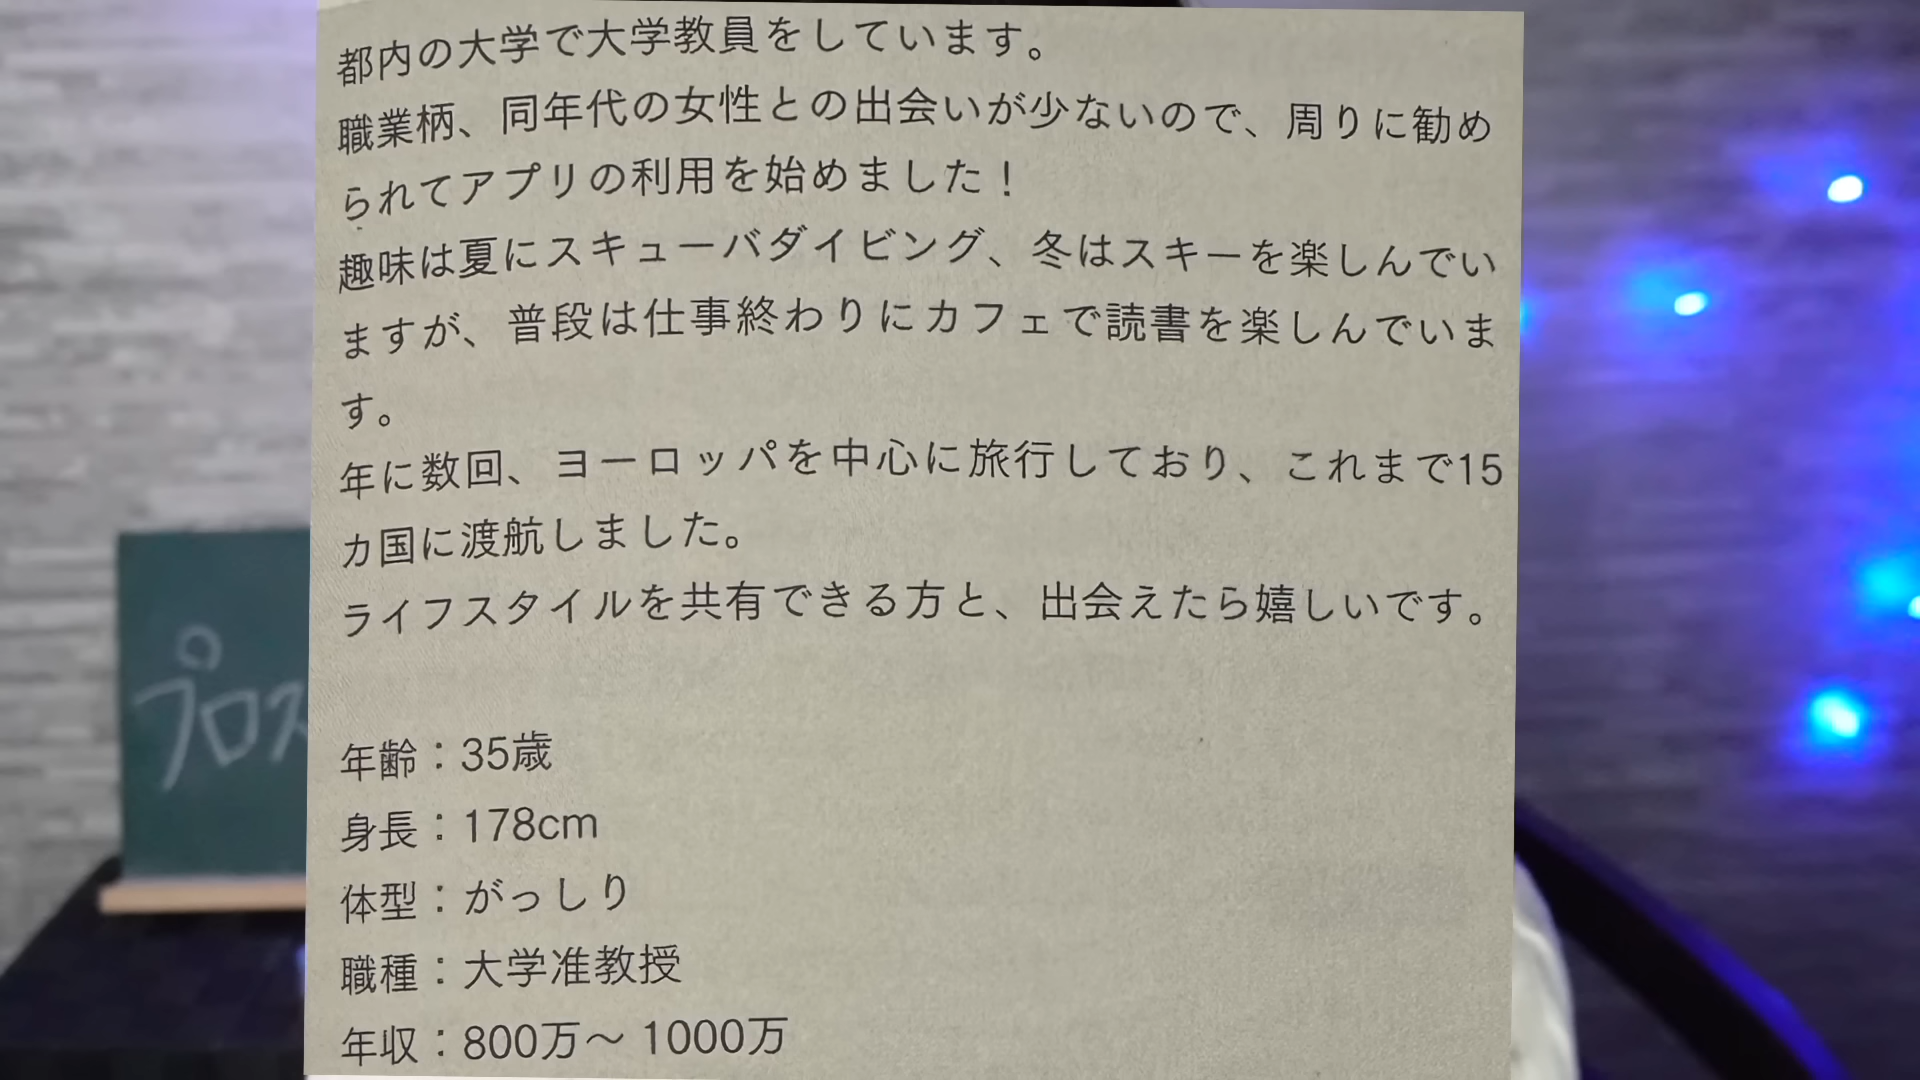 都内の大学で大学教員をしています。
職業柄、同年代の女性との出会いが少ないので、周りに勧め
られてアプリの利用を始めました！
趣味は夏にスキューバダイビング、冬はスキーを楽しんでい
ますが、普段は仕事終わりにカフェで読書を楽しんでいま
す。
年に数回、ヨーロッパを中心に旅行しており、これまで15
カ国に渡航しました。
ライフスタイルを共有できる方と、出会えたら嬉しいです。
年齢：35歳
身長：178cm
体型：がっしり
職種：大学准教授
年収：800万～1000万
プロス